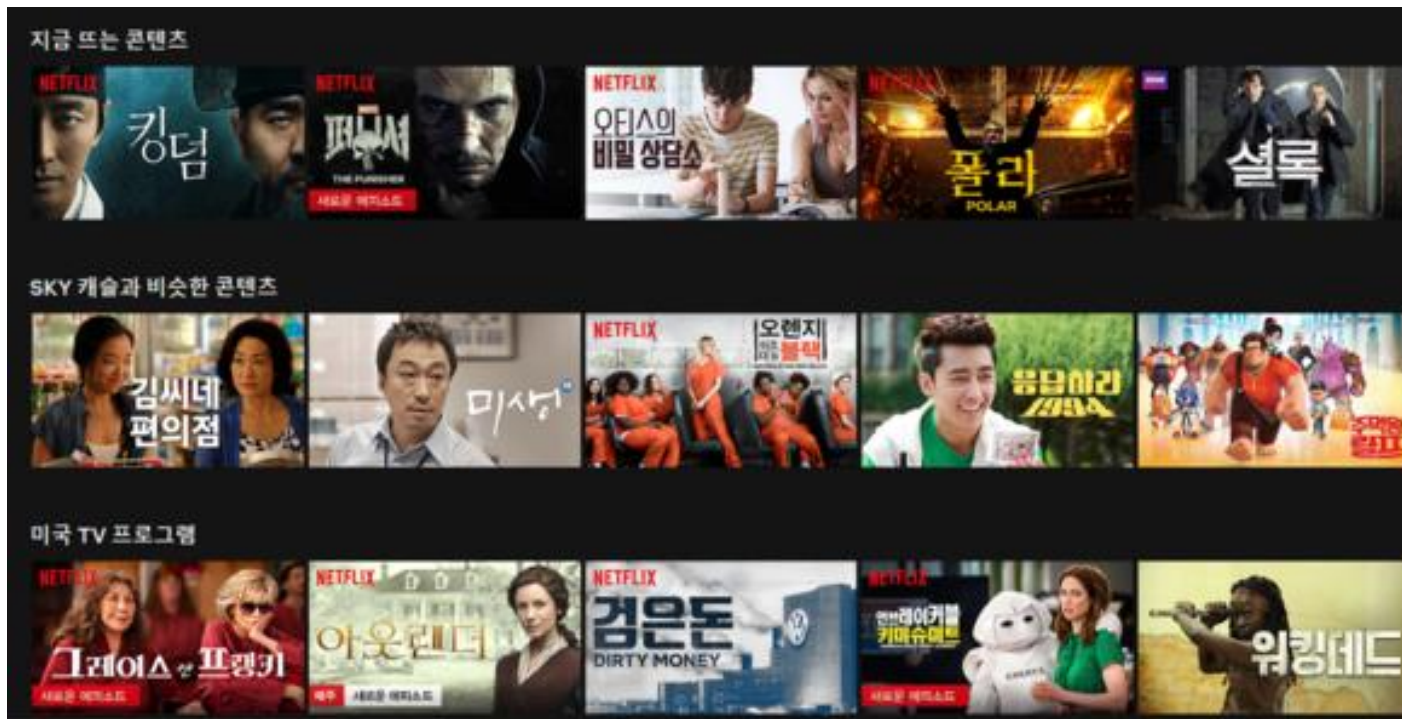 지금 뜨는 콘텐츠
NETFLIX
킹덤
NETFLIX
퍼니셔
THE PUNISHER
새로운 에피소드
NETFLIX
오티스의
비밀 상담소
NETFLIX
폴라
POLAR
셜록
SKY 캐슬과 비슷한 콘텐츠
김씨네
편의점
미생
NETFLIX
오렌지
블랙
응답하라
1994
미국 TV 프로그램
NETFLIX
그레이스 앤 프랭키
새로운 에피소드
NETFLIX
아웃랜더
매주 새로운 에피소드
NETFLIX
검은돈
DIRTY MONEY
NETFLIX
언브레이커블
키미슈미트
새로운 에피소드
워킹데드